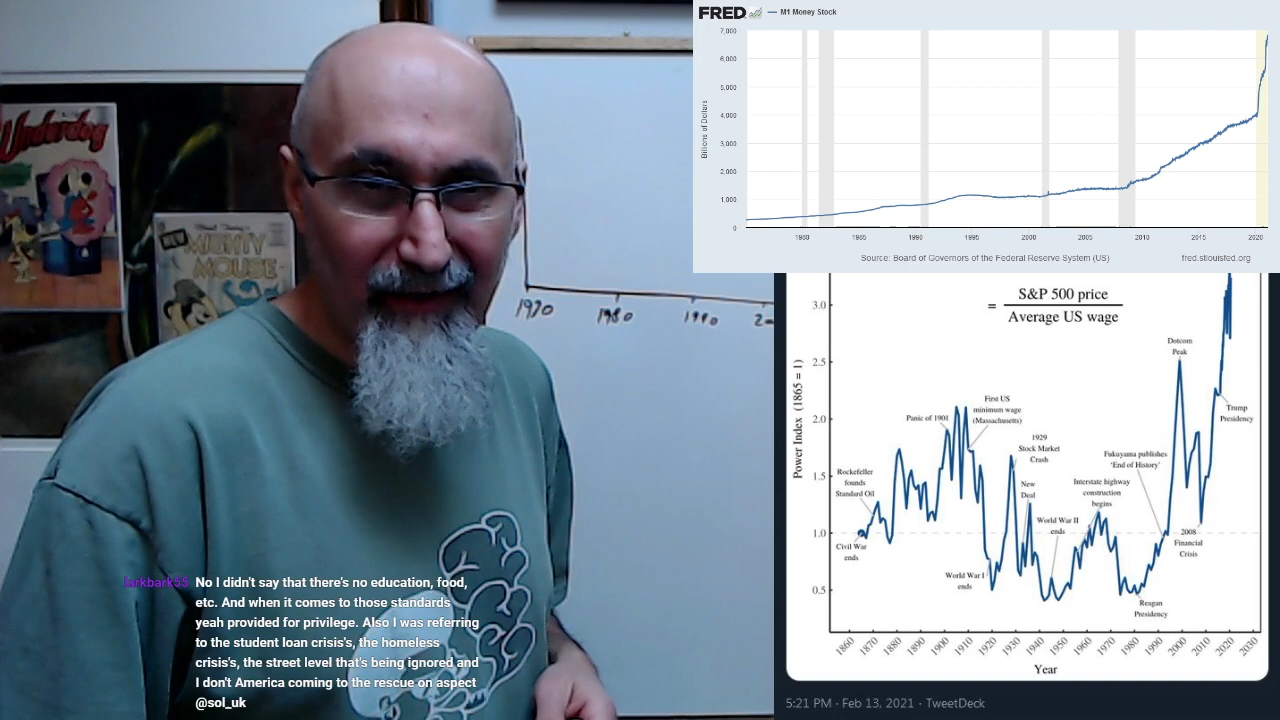 Underdog
NEW
MIGHTY
MOUSE
1970
1980
1990
larkbark55 No I didn't say that there's no education, food,
etc. And when it comes to those standards
yeah provided for privilege. Also I was referring
to the student loan crisis's, the homeless
crisis's, the street level that's being ignored and
I don't America coming to the rescue on aspect
@sol_uk
FRED M1 Money Stock
7,000
6,000
5,000
4,000
3,000
2,000
1,000
0
Billions of Dollars
1980 1985 1990 1995 2000 2005 2010 2015 2020
Source: Board of Governors of the Federal Reserve System (US) fred.stlouisfed.org
= S&P 500 price
Average US wage
Power Index (1865 = 1)
3.0
2.5
2.0
1.5
1.0
0.5
Civil War
ends
Rockefeller
founds
Standard Oil
Panic of 1901
First US
minimum wage
(Massachusetts)
World War I
ends
1929
Stock Market
Crash
New
Deal
World War II
ends
Interstate highway
construction
begins
Reagan
Presidency
Fukuyama publishes
'End of History'
Dotcom
Peak
2008
Financial
Crisis
Trump
Presidency
1860 1870 1880 1890 1900 1910 1920 1930 1940 1950 1960 1970 1980 1990 2000 2010 2020 2030
Year
5:21 PM · Feb 13, 2021 · TweetDeck